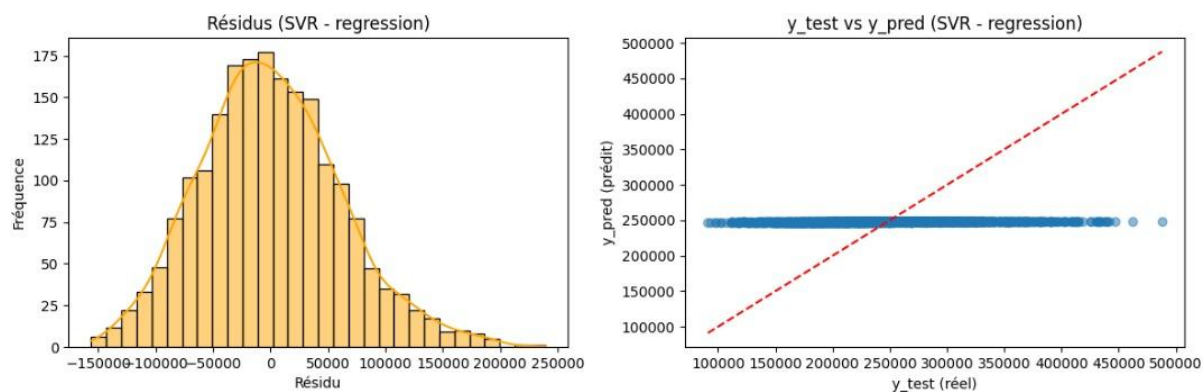 Résidus (SVR - regression)
175
150
125
100
75
50
25
0
Fréquence
−150000 −100000 −50000 0 50000 100000 150000 200000 250000
Résidu
y_test vs y_pred (SVR - regression)
500000
450000
400000
350000
300000
250000
200000
150000
100000
y_pred (prédit)
100000 150000 200000 250000 300000 350000 400000 450000 500000
y_test (réel)